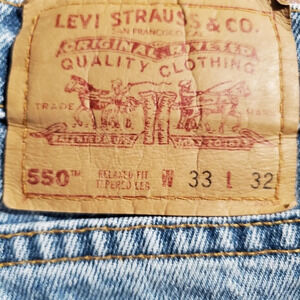 LEVI STRAUSS & CO.
SAN FRANCISCO, CAL.
ORIGINAL RIVETED
QUALITY CLOTHING
TRADE MARK
550™ RELAXED FIT W 33 L 32
TAPERED LEG